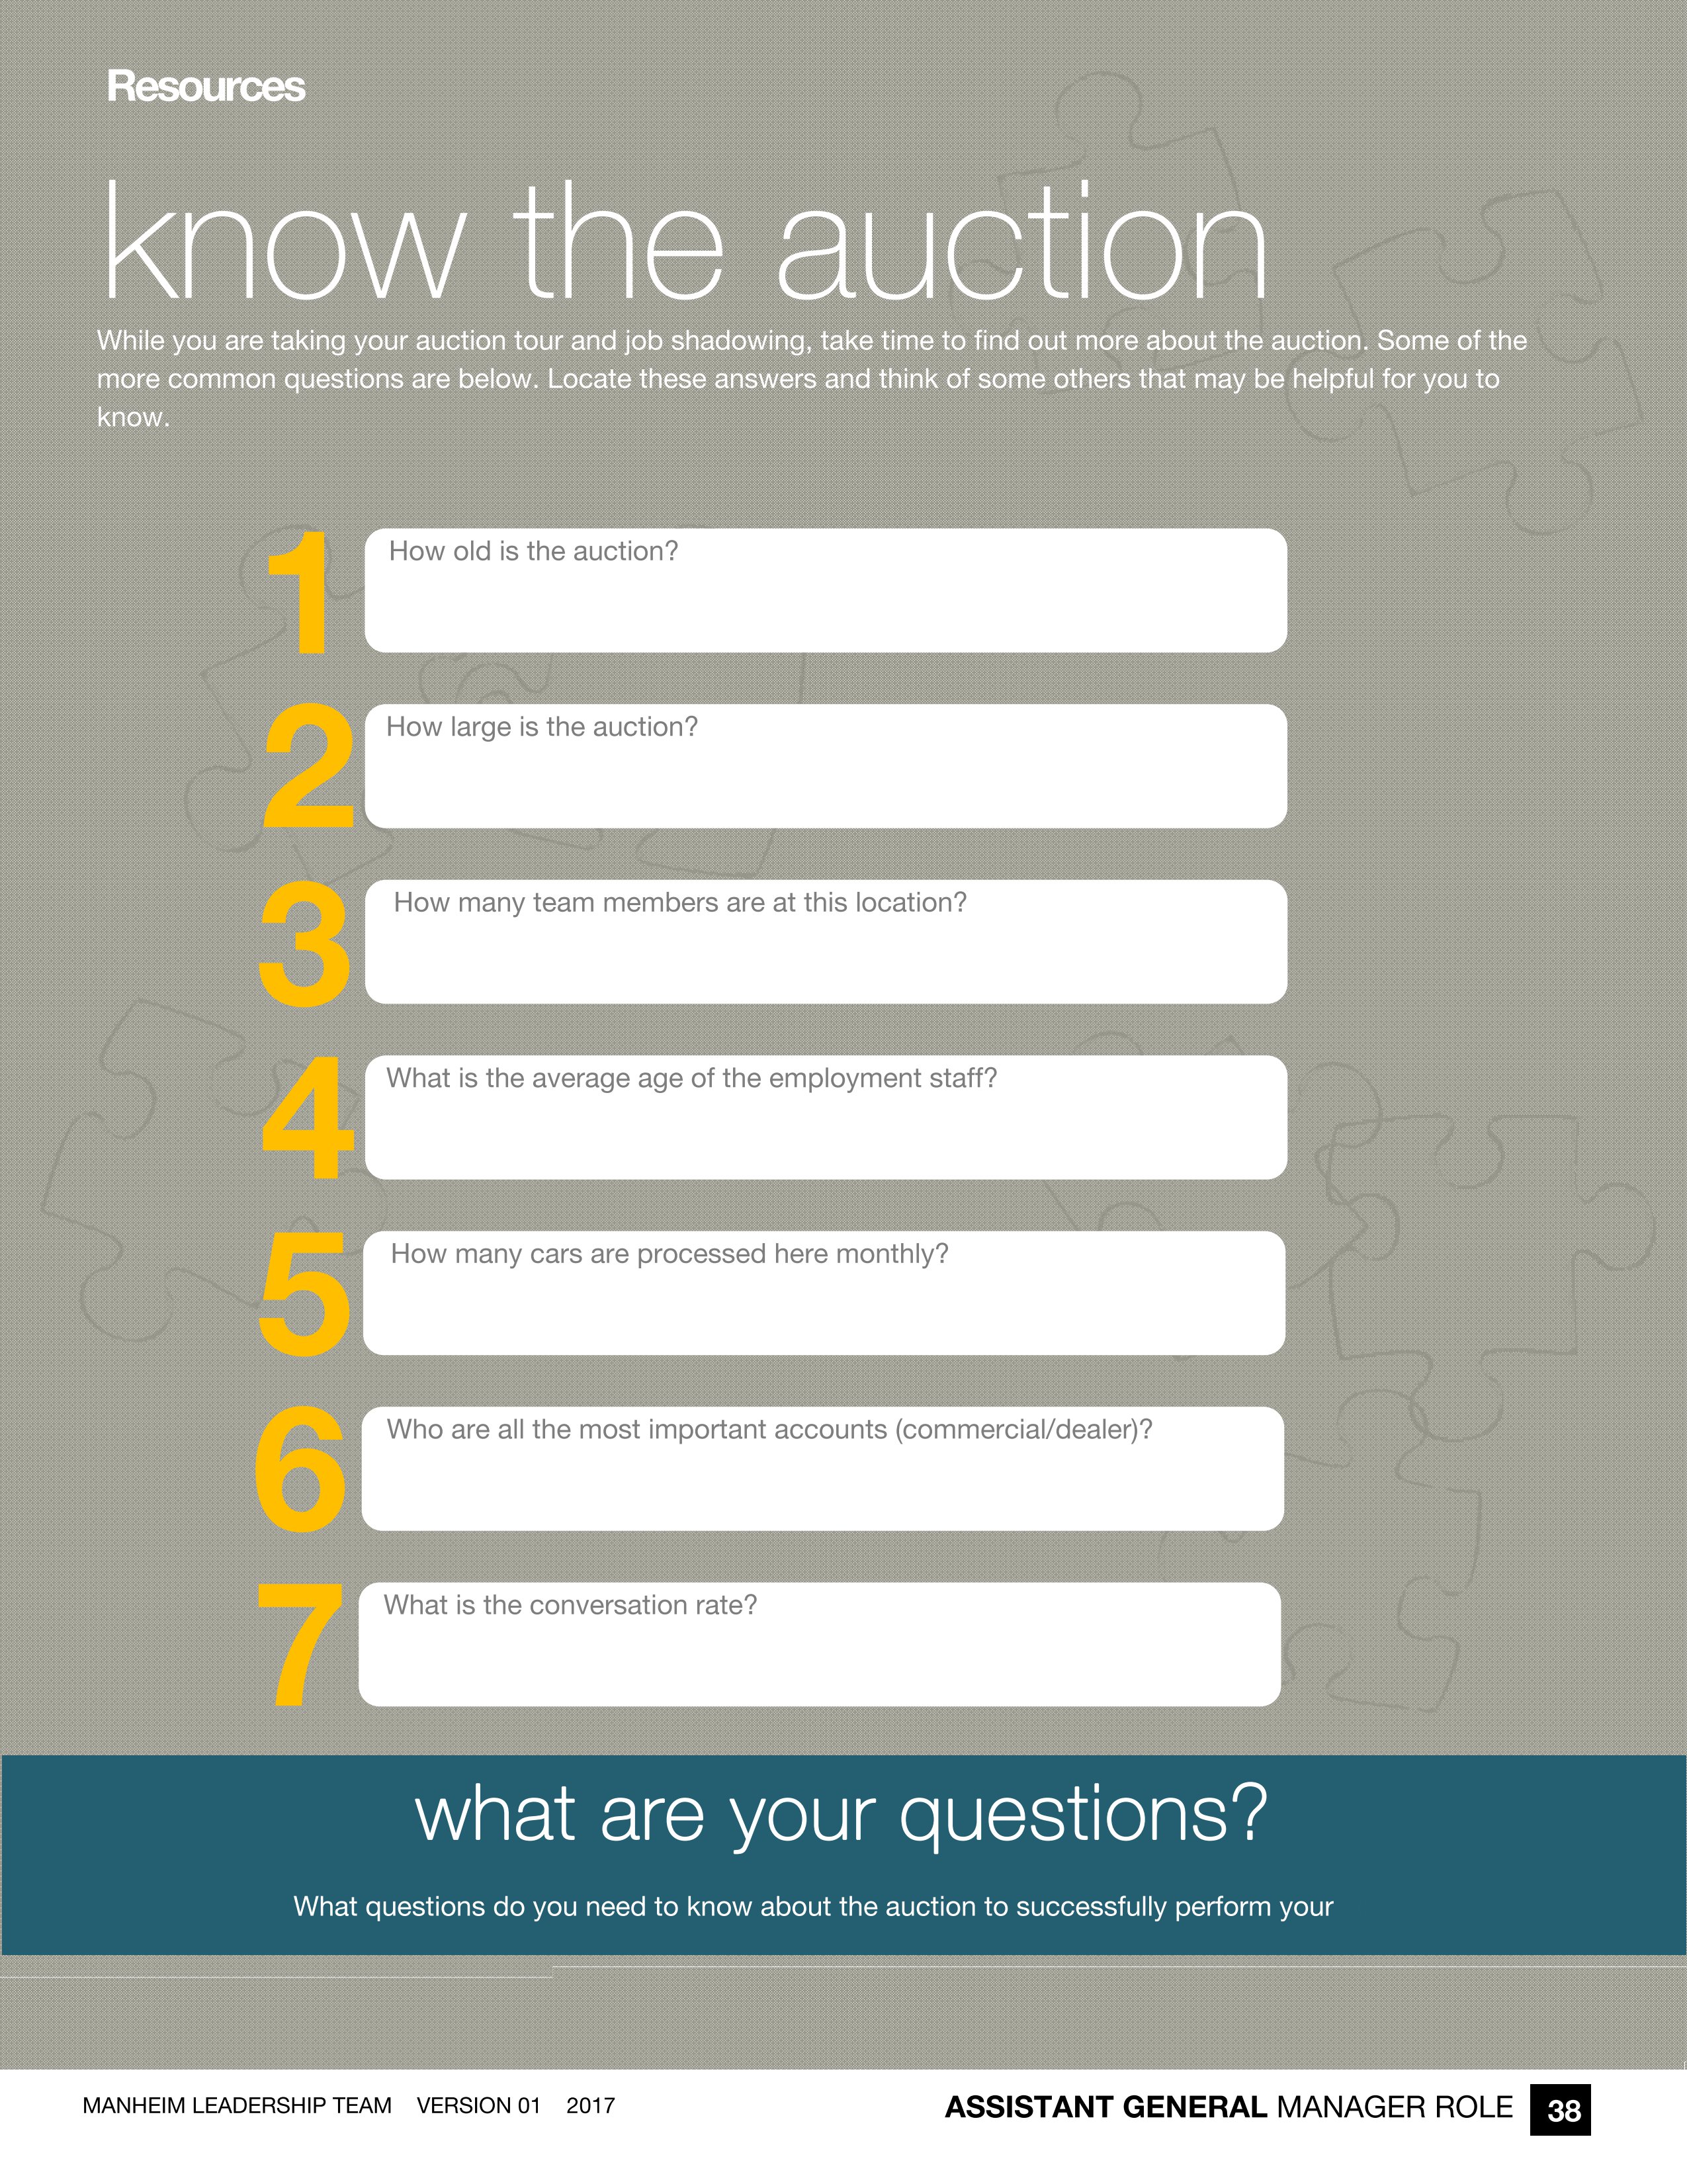 Resources
know the auction
While you are taking your auction tour and job shadowing, take time to find out more about the auction. Some of the
more common questions are below. Locate these answers and think of some others that may be helpful for you to
know.
1
How old is the auction?
2
How large is the auction?
3
How many team members are at this location?
4
What is the average age of the employment staff?
5
How many cars are processed here monthly?
6
Who are all the most important accounts (commercial/dealer)?
7
What is the conversation rate?
what are your questions?
What questions do you need to know about the auction to successfully perform your
MANHEIM LEADERSHIP TEAM VERSION 01 2017
ASSISTANT GENERAL MANAGER ROLE 38